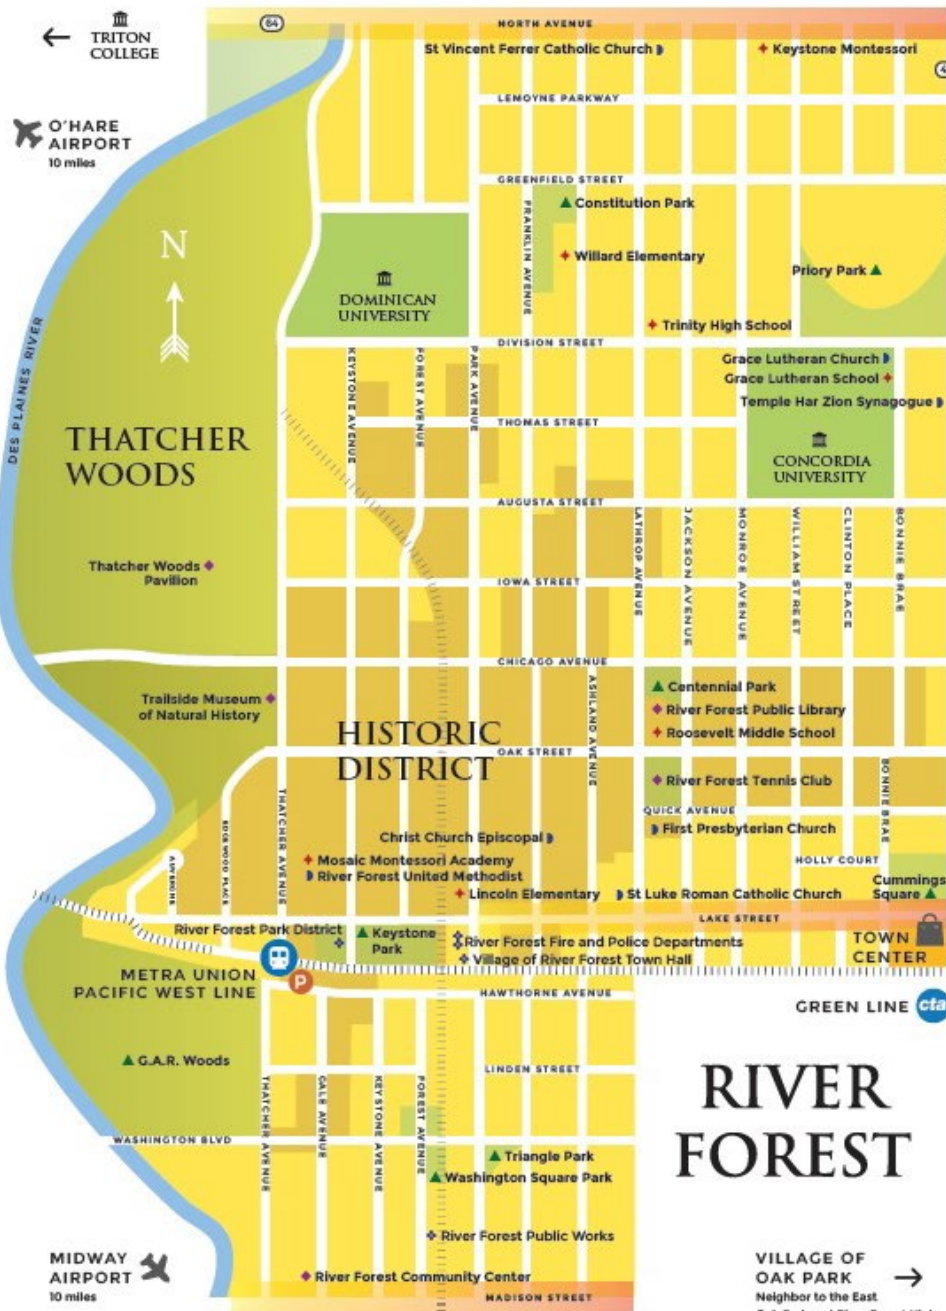 TRITON
COLLEGE
64
NORTH AVENUE
St Vincent Ferrer Catholic Church
Keystone Montessori
LEMOYNE PARKWAY
O'HARE
AIRPORT
10 miles
GREENFIELD STREET
FRANKLIN AVENUE
Constitution Park
N
Willard Elementary
Priory Park
DOMINICAN
UNIVERSITY
Trinity High School
DIVISION STREET
DES PLAINES RIVER
KEYSTONE AVENUE
FOREST AVENUE
PARK AVENUE
Grace Lutheran Church
Grace Lutheran School
Temple Har Zion Synagogue
THOMAS STREET
THATCHER
WOODS
CONCORDIA
UNIVERSITY
AUGUSTA STREET
LATHROP AVENUE
JACKSON AVENUE
MONROE AVENUE
WILLIAM STREET
CLINTON PLACE
BONNIE BRAE
Thatcher Woods
Pavilion
IOWA STREET
CHICAGO AVENUE
ASHLAND AVENUE
Centennial Park
Trailside Museum
of Natural History
River Forest Public Library
Roosevelt Middle School
HISTORIC
DISTRICT
OAK STREET
BONNIE BRAE
River Forest Tennis Club
THATCHER AVENUE
EDGEWOOD PLACE
QUICK AVENUE
Christ Church Episcopal
First Presbyterian Church
Mosaic Montessori Academy
HOLLY COURT
River Forest United Methodist
Lincoln Elementary
St Luke Roman Catholic Church
Cummings
Square
LAKE STREET
River Forest Park District
Keystone
Park
River Forest Fire and Police Departments
Village of River Forest Town Hall
TOWN
CENTER
METRA UNION
PACIFIC WEST LINE
P
HAWTHORNE AVENUE
GREEN LINE
cta
G.A.R. Woods
LINDEN STREET
THATCHER AVENUE
GALE AVENUE
KEYSTONE AVENUE
FOREST AVENUE
RIVER
FOREST
WASHINGTON BLVD
Triangle Park
Washington Square Park
River Forest Public Works
MIDWAY
AIRPORT
10 miles
River Forest Community Center
MADISON STREET
VILLAGE OF
OAK PARK
Neighbor to the East